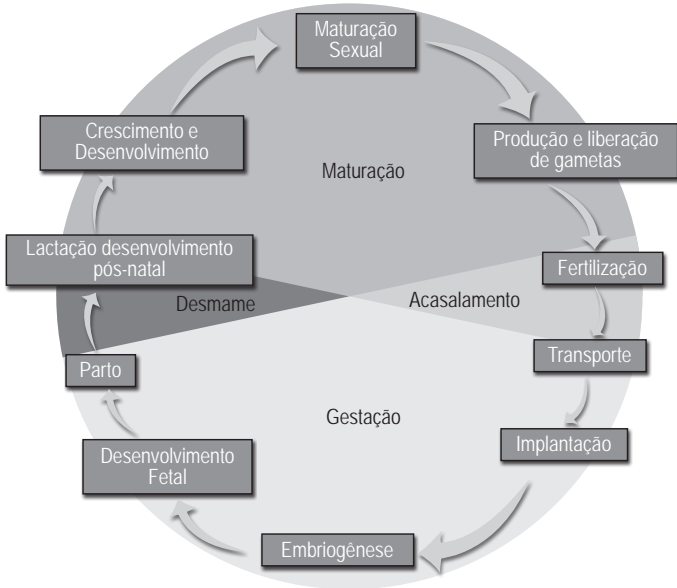 Maturação
Sexual
Crescimento e
Desenvolvimento
Produção e liberação
de gametas
Maturação
Lactação desenvolvimento
pós-natal
Fertilização
Desmame
Acasalamento
Transporte
Parto
Gestação
Implantação
Desenvolvimento
Fetal
Embriogênese